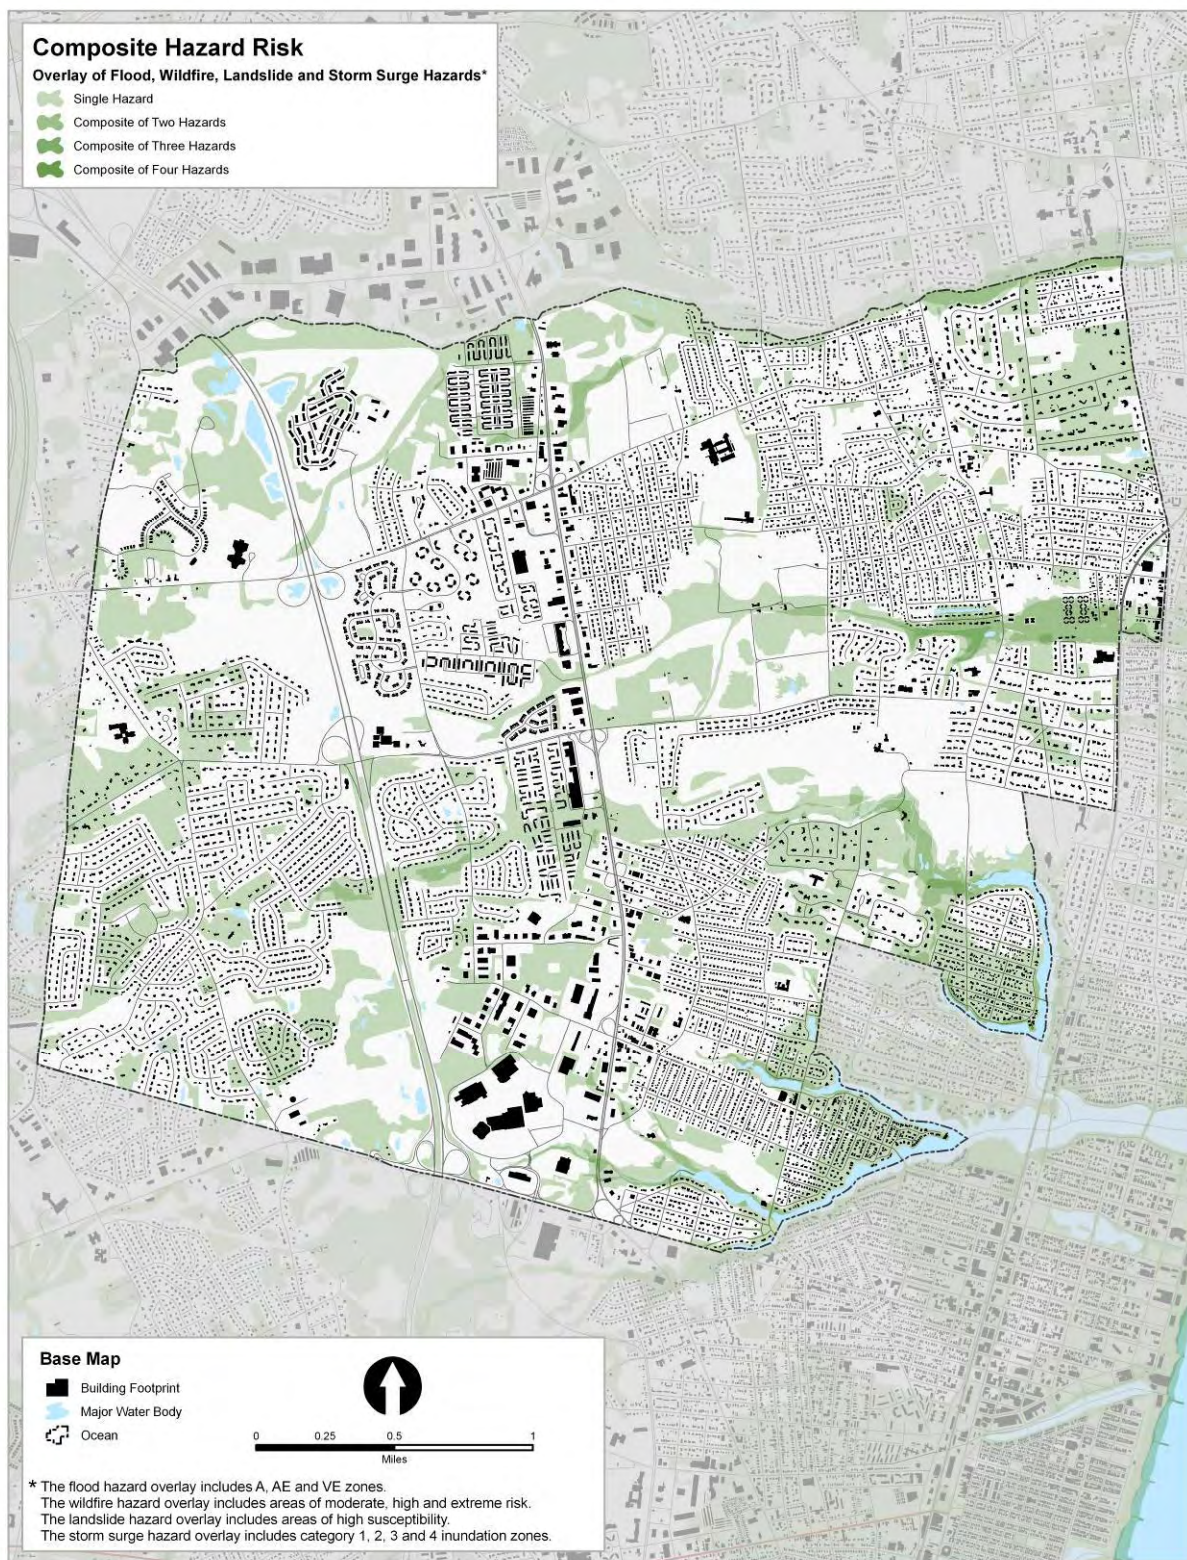 Composite Hazard Risk
Overlay of Flood, Wildfire, Landslide and Storm Surge Hazards*
Single Hazard
Composite of Two Hazards
Composite of Three Hazards
Composite of Four Hazards
Base Map
Building Footprint
Major Water Body
Ocean
0 0.25 0.5 1
Miles
* The flood hazard overlay includes A, AE and VE zones.
The wildfire hazard overlay includes areas of moderate, high and extreme risk.
The landslide hazard overlay includes areas of high susceptibility.
The storm surge hazard overlay includes category 1, 2, 3 and 4 inundation zones.